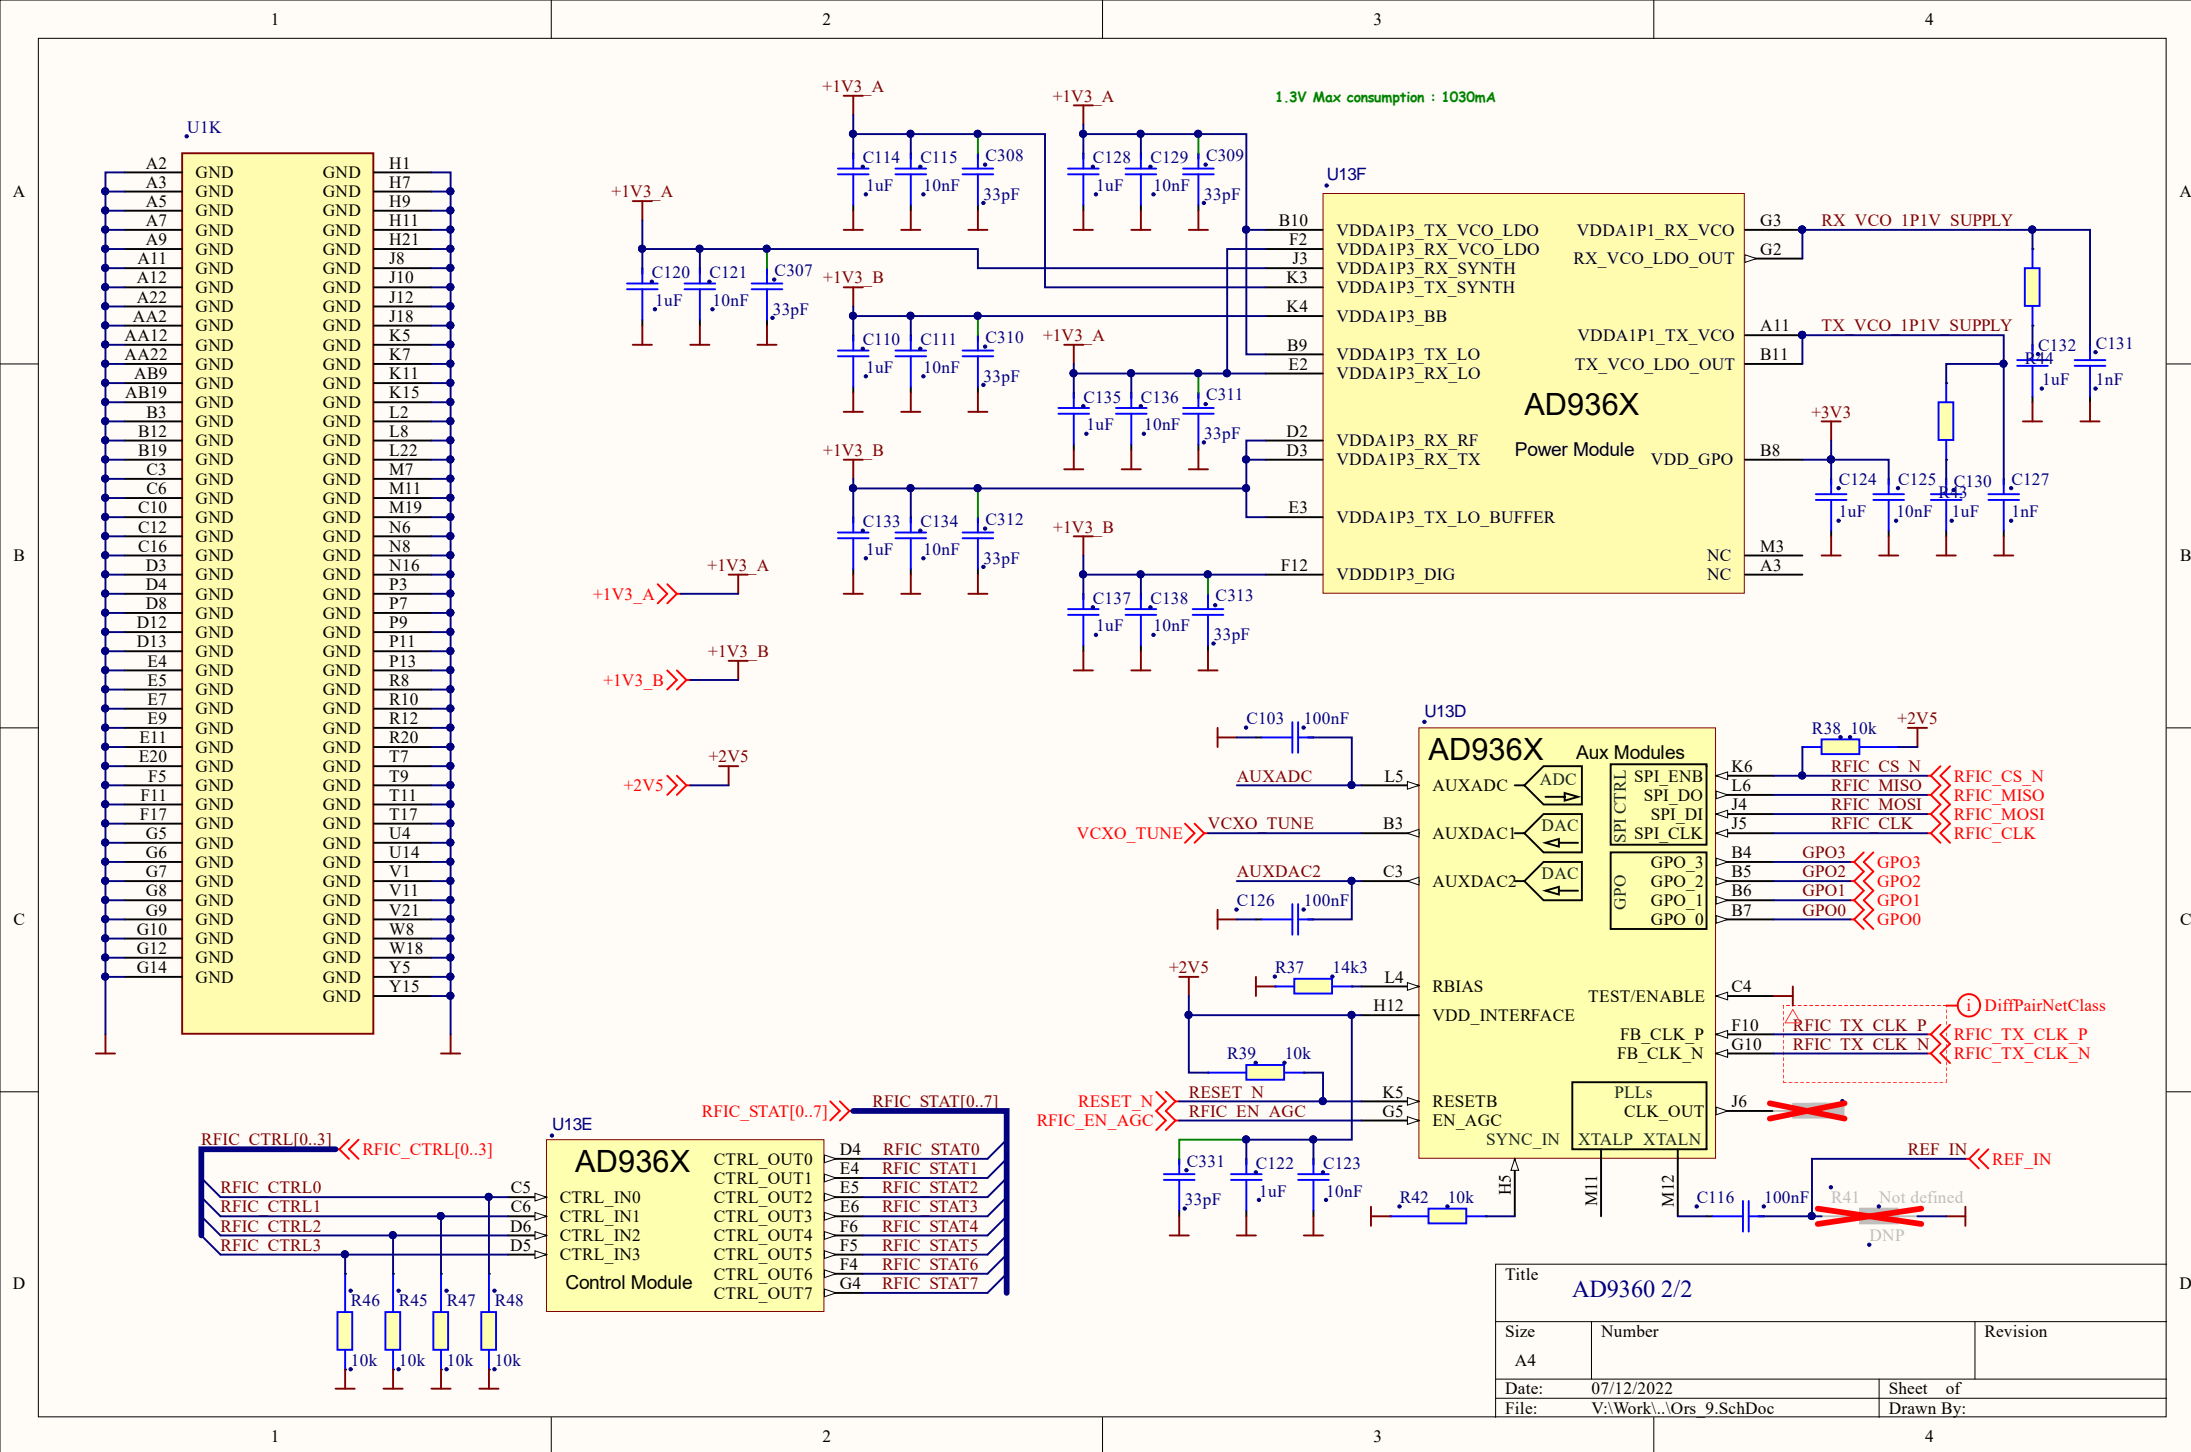 1 2 3 4
A
B
C
D
A
B
C
D
1 2 3 4
U1K
A2 GND GND H1
A3 GND GND H7
A5 GND GND H9
A7 GND GND H11
A9 GND GND H21
A11 GND GND J8
A12 GND GND J10
A22 GND GND J12
AA2 GND GND J18
AA12 GND GND K5
AA22 GND GND K7
AB9 GND GND K11
AB19 GND GND K15
B3 GND GND L2
B12 GND GND L8
B19 GND GND L22
C3 GND GND M7
C6 GND GND M11
C10 GND GND M19
C12 GND GND N6
C16 GND GND N8
D3 GND GND N16
D4 GND GND P3
D8 GND GND P7
D12 GND GND P9
D13 GND GND P11
E4 GND GND P13
E5 GND GND R8
E7 GND GND R10
E9 GND GND R12
E11 GND GND R20
E20 GND GND T7
F5 GND GND T9
F11 GND GND T11
F17 GND GND T17
G5 GND GND U4
G6 GND GND U14
G7 GND GND V1
G8 GND GND V11
G9 GND GND V21
G10 GND GND W8
G12 GND GND W18
G14 GND GND Y5
GND Y15
+1V3_A
C114 C115 C308
1uF 10nF 33pF
+1V3_A
C128 C129 C309
1uF 10nF 33pF
1.3V Max consumption : 1030mA
+1V3_A
C120 C121 C307
1uF 10nF 33pF
+1V3_B
C110 C111 C310
1uF 10nF 33pF
+1V3_A
C135 C136 C311
1uF 10nF 33pF
+1V3_B
C133 C134 C312
1uF 10nF 33pF
+1V3_B
C137 C138 C313
1uF 10nF 33pF
+1V3_A +1V3_A
+1V3_B +1V3_B
+2V5 +2V5
U13F
B10 VDDA1P3_TX_VCO_LDO
F2 VDDA1P3_RX_VCO_LDO
J3 VDDA1P3_RX_SYNTH
K3 VDDA1P3_TX_SYNTH
K4 VDDA1P3_BB
B9 VDDA1P3_TX_LO
E2 VDDA1P3_RX_LO
D2 VDDA1P3_RX_RF
D3 VDDA1P3_RX_TX
E3 VDDA1P3_TX_LO_BUFFER
F12 VDDD1P3_DIG
AD936X
Power Module
VDDA1P1_RX_VCO G3 RX_VCO_1P1V_SUPPLY
RX_VCO_LDO_OUT G2
VDDA1P1_TX_VCO A11 TX_VCO_1P1V_SUPPLY
TX_VCO_LDO_OUT B11
VDD_GPO B8
NC M3
NC A3
R44 C132 C131
1uF 1nF
+3V3
C124 C125 R43 C130 C127
1uF 10nF 1uF 1nF
U13D
AD936X Aux Modules
C103 100nF
AUXADC L5 AUXADC ADC
VCXO_TUNE VCXO_TUNE B3 AUXDAC1 DAC
AUXDAC2 C3 AUXDAC2 DAC
C126 100nF
+2V5
R37 14k3 L4 RBIAS
H12 VDD_INTERFACE
R39 10k
RESET_N RESET_N K5 RESETB
RFIC_EN_AGC RFIC_EN_AGC G5 EN_AGC
C331 C122 C123
33pF 1uF 10nF
SYNC_IN
H5
R42 10k
PLLs
CLK_OUT J6
XTALP XTALN
M11 M12
SPI CTRL
R38 10k +2V5
SPI_ENB K6 RFIC_CS_N RFIC_CS_N
SPI_DO L6 RFIC_MISO RFIC_MISO
SPI_DI J4 RFIC_MOSI RFIC_MOSI
SPI_CLK J5 RFIC_CLK RFIC_CLK
GPO
GPO_3 B4 GPO3 GPO3
GPO_2 B5 GPO2 GPO2
GPO_1 B6 GPO1 GPO1
GPO_0 B7 GPO0 GPO0
TEST/ENABLE C4
i DiffPairNetClass
FB_CLK_P F10 RFIC_TX_CLK_P RFIC_TX_CLK_P
FB_CLK_N G10 RFIC_TX_CLK_N RFIC_TX_CLK_N
REF_IN REF_IN
C116 100nF R41 Not defined
DNP
RFIC_STAT[0..7] RFIC_STAT[0..7]
RFIC_CTRL[0..3] RFIC_CTRL[0..3]
U13E
AD936X
Control Module
RFIC_CTRL0 C5 CTRL_IN0
RFIC_CTRL1 C6 CTRL_IN1
RFIC_CTRL2 D6 CTRL_IN2
RFIC_CTRL3 D5 CTRL_IN3
CTRL_OUT0 D4 RFIC_STAT0
CTRL_OUT1 E4 RFIC_STAT1
CTRL_OUT2 E5 RFIC_STAT2
CTRL_OUT3 E6 RFIC_STAT3
CTRL_OUT4 F6 RFIC_STAT4
CTRL_OUT5 F5 RFIC_STAT5
CTRL_OUT6 F4 RFIC_STAT6
CTRL_OUT7 G4 RFIC_STAT7
R46 R45 R47 R48
10k 10k 10k 10k
Title
AD9360 2/2
Size Number Revision
A4
Date: 07/12/2022 Sheet of
File: V:\Work\..\Ors_9.SchDoc Drawn By: